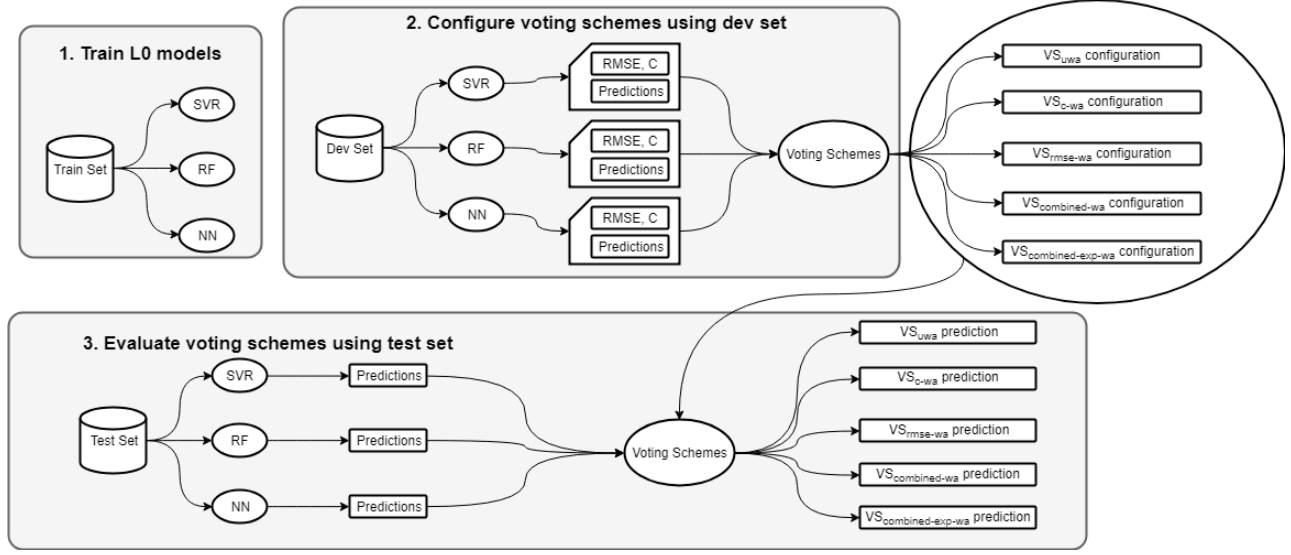 1. Train L0 models
Train Set
SVR
RF
NN
2. Configure voting schemes using dev set
Dev Set
SVR
RF
NN
RMSE, C
Predictions
RMSE, C
Predictions
RMSE, C
Predictions
Voting Schemes
VSuwa configuration
VSc-wa configuration
VSrmse-wa configuration
VScombined-wa configuration
VScombined-exp-wa configuration
3. Evaluate voting schemes using test set
Test Set
SVR
RF
NN
Predictions
Predictions
Predictions
Voting Schemes
VSuwa prediction
VSc-wa prediction
VSrmse-wa prediction
VScombined-wa prediction
VScombined-exp-wa prediction